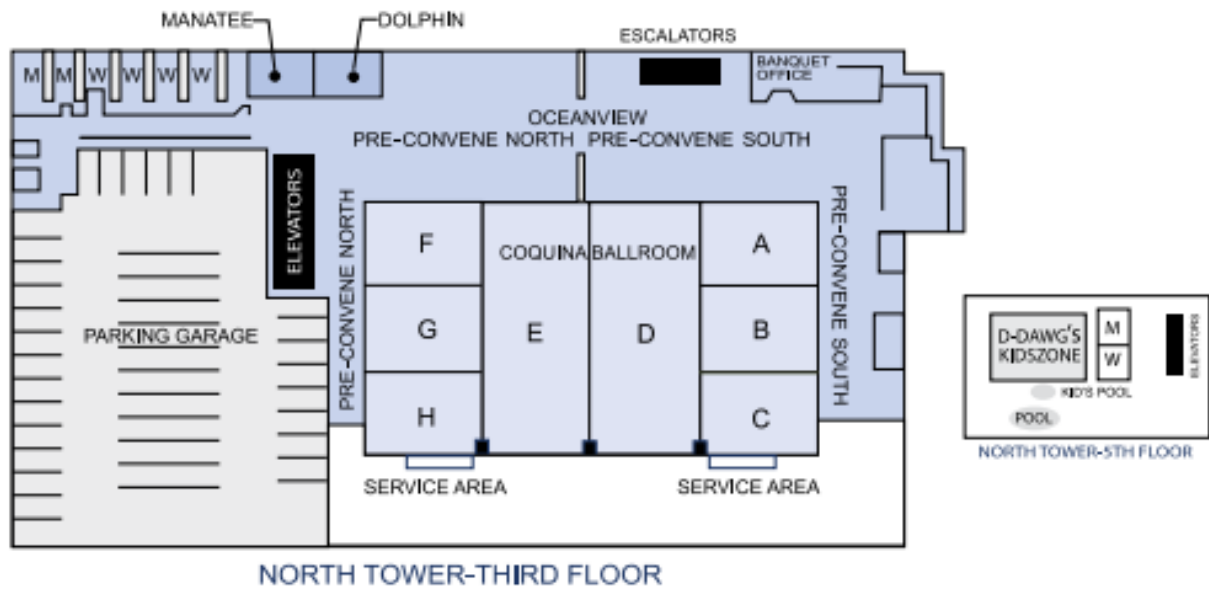 MANATEE
DOLPHIN
ESCALATORS
M M W W W W
BANQUET
OFFICE
OCEANVIEW
PRE-CONVENE NORTH PRE-CONVENE SOUTH
ELEVATORS
PRE-CONVENE NORTH
PRE-CONVENE SOUTH
F
COQUINA BALLROOM
A
PARKING GARAGE
G
E
D
B
H
C
SERVICE AREA
SERVICE AREA
NORTH TOWER-THIRD FLOOR
D-DAWG'S
KIDSZONE
M
W
ELEVATORS
KID'S POOL
POOL
NORTH TOWER-5TH FLOOR